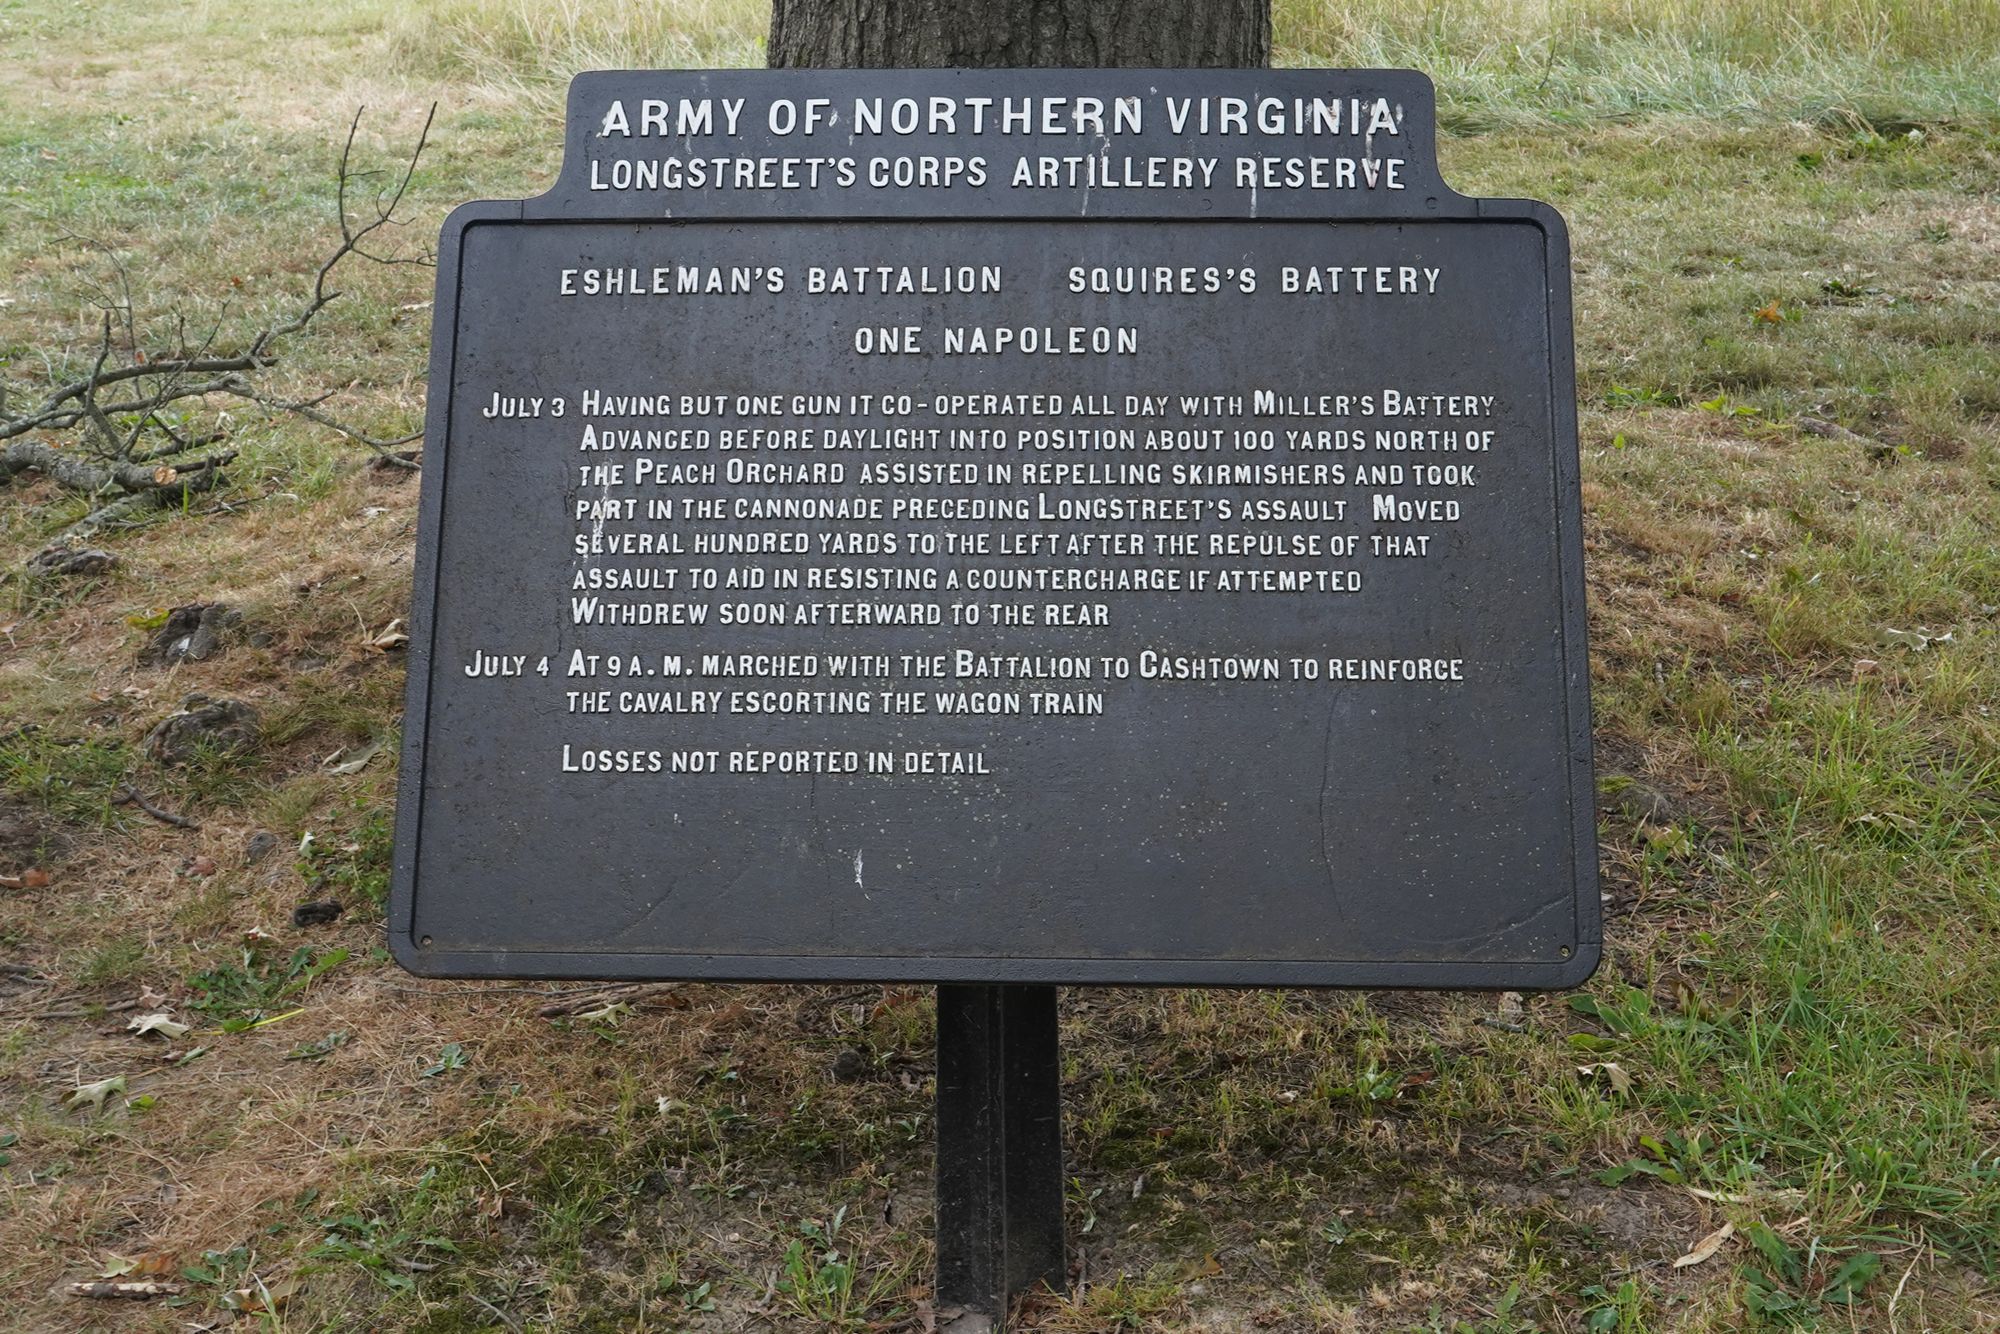 ARMY OF NORTHERN VIRGINIA
LONGSTREET'S CORPS ARTILLERY RESERVE
ESHLEMAN'S BATTALION SQUIRES'S BATTERY
ONE NAPOLEON
JULY 3 HAVING BUT ONE GUN IT CO-OPERATED ALL DAY WITH MILLER'S BATTERY
ADVANCED BEFORE DAYLIGHT INTO POSITION ABOUT 100 YARDS NORTH OF
THE PEACH ORCHARD ASSISTED IN REPELLING SKIRMISHERS AND TOOK
PART IN THE CANNONADE PRECEDING LONGSTREET'S ASSAULT MOVED
SEVERAL HUNDRED YARDS TO THE LEFT AFTER THE REPULSE OF THAT
ASSAULT TO AID IN RESISTING A COUNTERCHARGE IF ATTEMPTED
WITHDREW SOON AFTERWARD TO THE REAR
JULY 4 AT 9 A.M. MARCHED WITH THE BATTALION TO CASHTOWN TO REINFORCE
THE CAVALRY ESCORTING THE WAGON TRAIN
LOSSES NOT REPORTED IN DETAIL